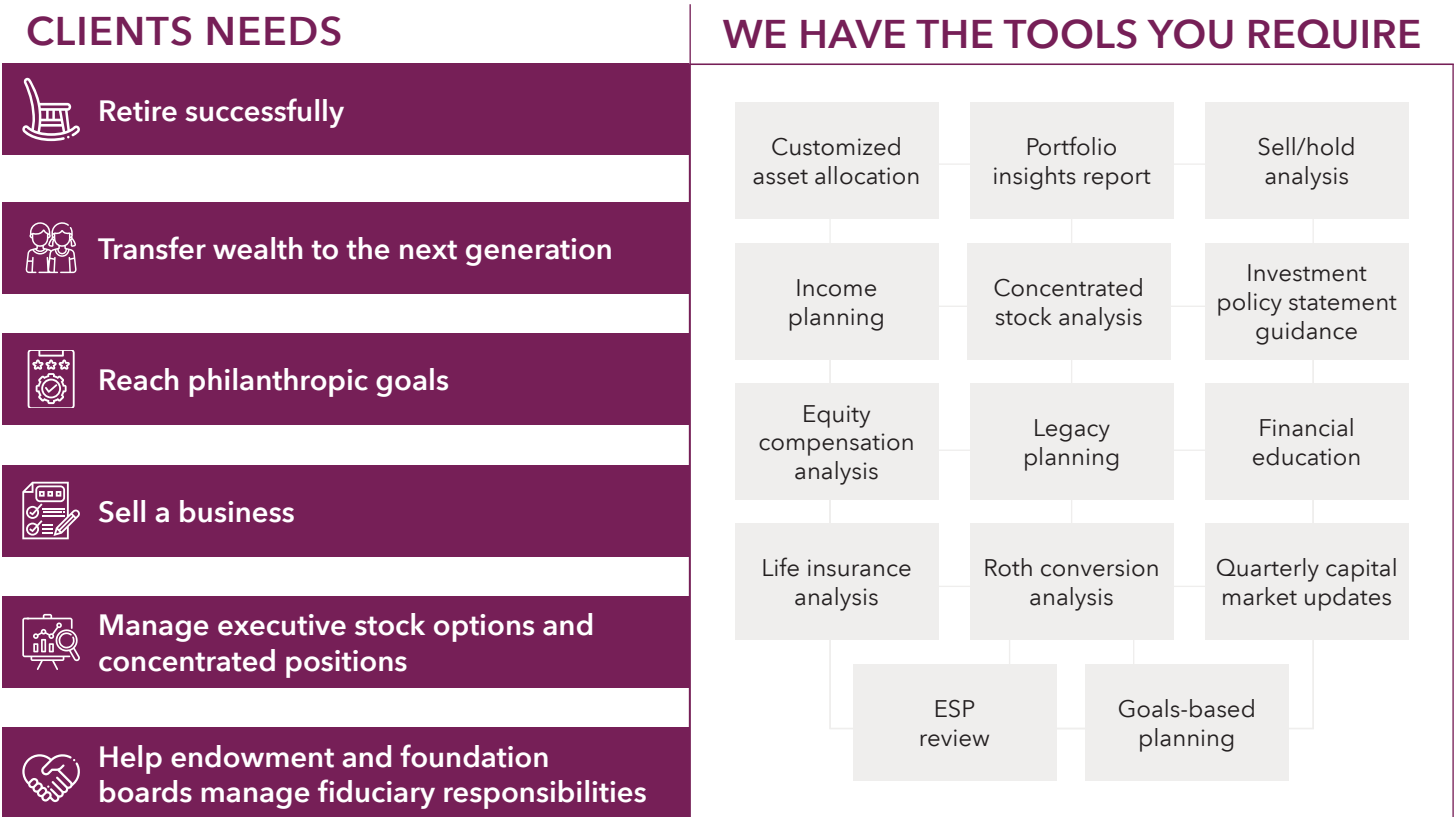 CLIENTS NEEDS
Retire successfully
Transfer wealth to the next generation
Reach philanthropic goals
Sell a business
Manage executive stock options and
concentrated positions
Help endowment and foundation
boards manage fiduciary responsibilities
WE HAVE THE TOOLS YOU REQUIRE
Customized
asset allocation
Portfolio
insights report
Sell/hold
analysis
Income
planning
Concentrated
stock analysis
Investment
policy statement
guidance
Equity
compensation
analysis
Legacy
planning
Financial
education
Life insurance
analysis
Roth conversion
analysis
Quarterly capital
market updates
ESP
review
Goals-based
planning